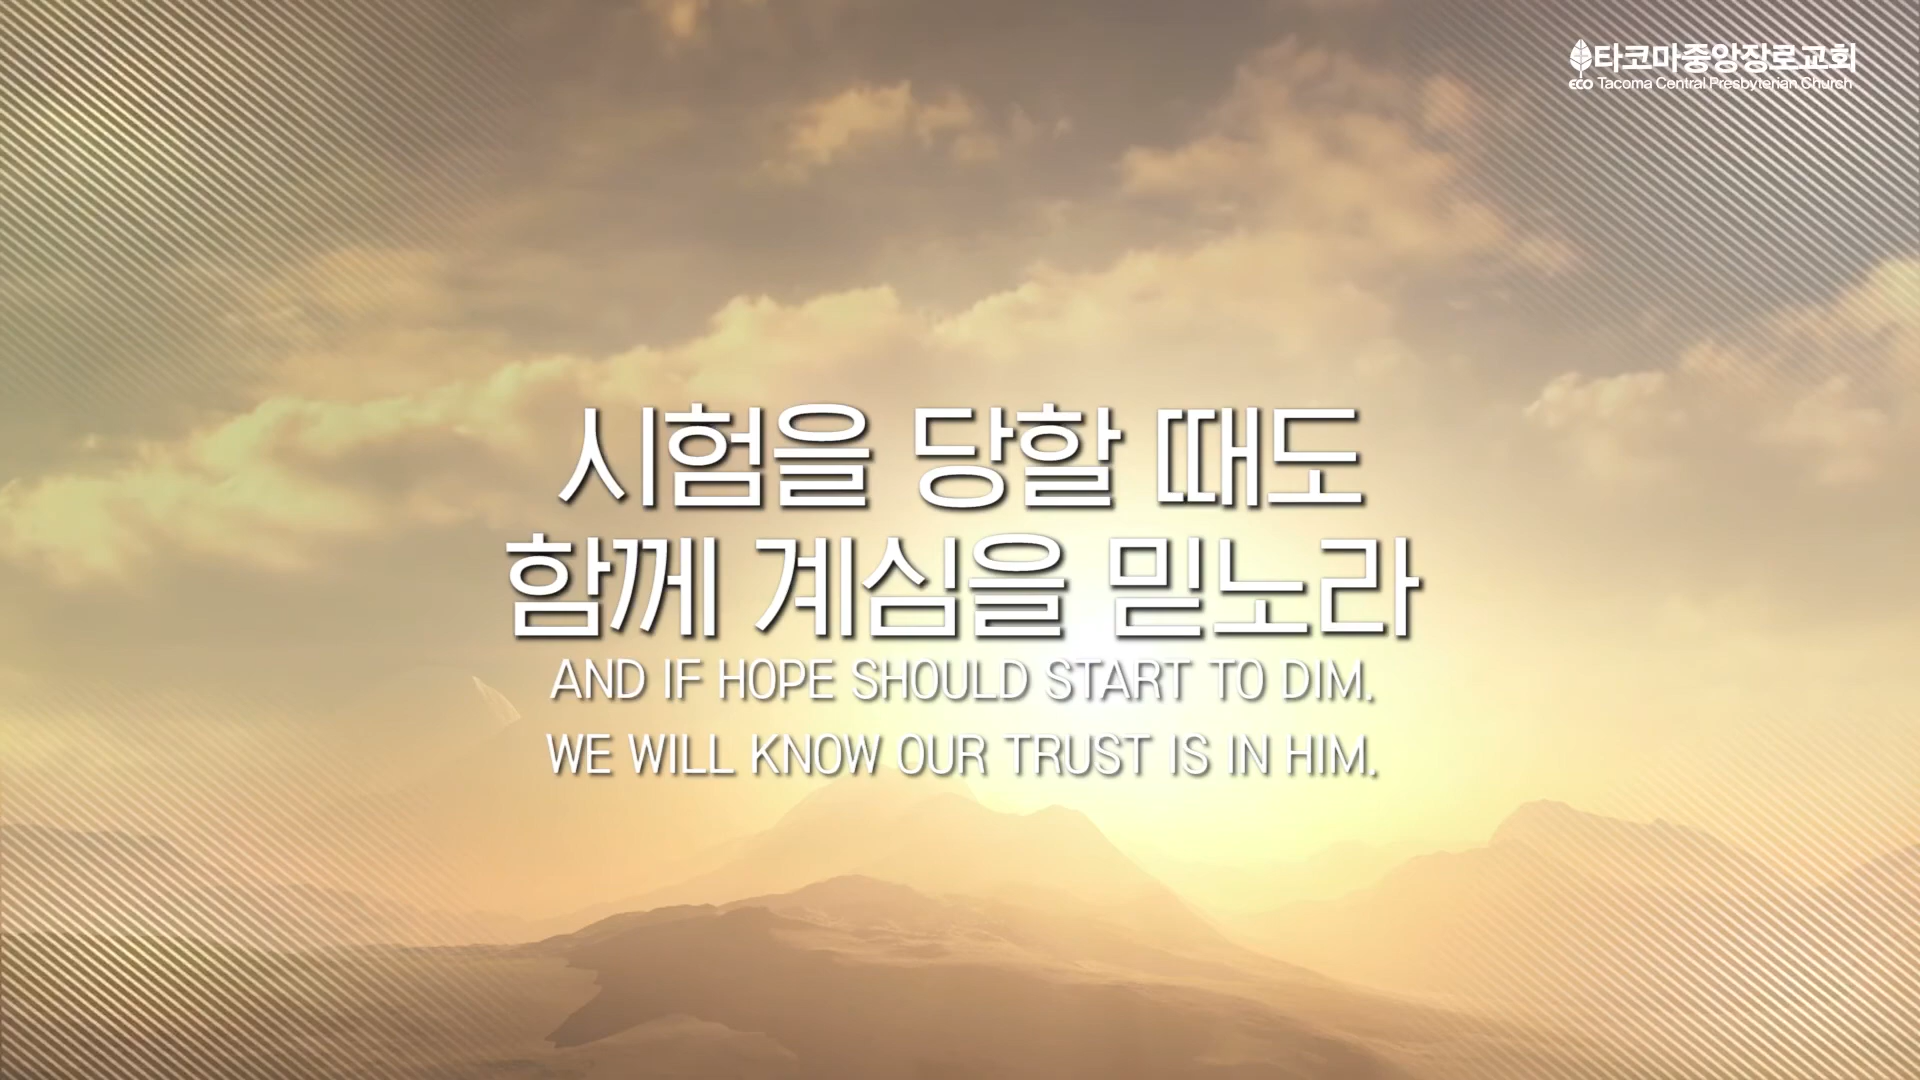 타코마중앙장로교회
ECO Tacoma Central Presbyterian Church
시험을 당할 때도
함께 계심을 믿노라
AND IF HOPE SHOULD START TO DIM.
WE WILL KNOW OUR TRUST IS IN HIM.